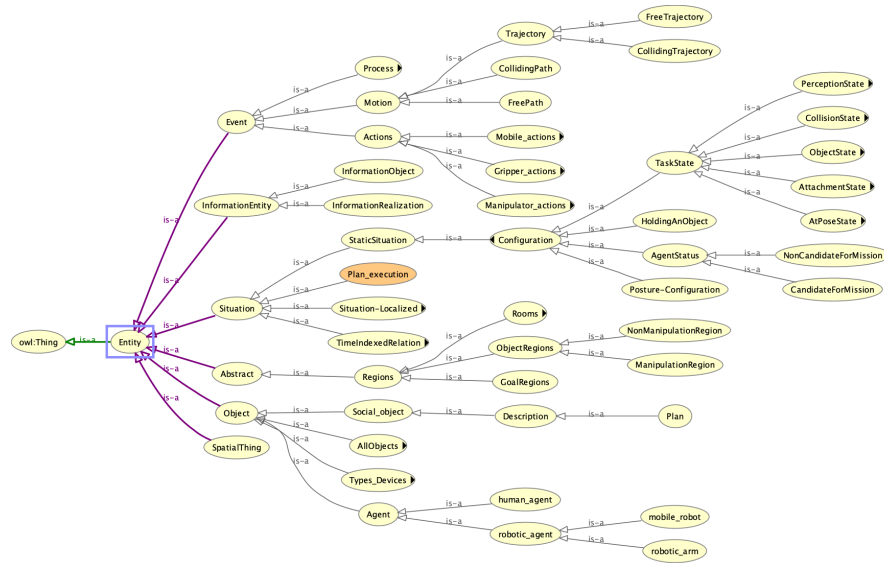 FreeTrajectory
is-a
Trajectory
is-a
CollidingTrajectory
is-a
Process
is-a
CollidingPath
is-a
PerceptionState
Motion
is-a
FreePath
is-a
is-a
CollisionState
is-a
Event
is-a
Actions
is-a
Mobile_actions
TaskState
is-a
ObjectState
is-a
Gripper_actions
is-a
AttachmentState
InformationObject
is-a
is-a
Manipulator_actions
is-a
AtPoseState
InformationEntity
is-a
InformationRealization
is-a
HoldingAnObject
is-a
StaticSituation
is-a
Configuration
is-a
AgentStatus
is-a
NonCandidateForMission
is-a
Plan_execution
is-a
Posture-Configuration
is-a
CandidateForMission
is-a
Situation
is-a
Situation-Localized
Rooms
is-a
TimeIndexedRelation
is-a
NonManipulationRegion
is-a
owl:Thing
is-a
Entity
is-a
ObjectRegions
is-a
ManipulationRegion
is-a
Abstract
is-a
Regions
is-a
GoalRegions
is-a
Object
is-a
Social_object
is-a
Description
is-a
Plan
is-a
SpatialThing
is-a
AllObjects
is-a
Types_Devices
is-a
human_agent
is-a
Agent
is-a
robotic_agent
is-a
mobile_robot
is-a
robotic_arm